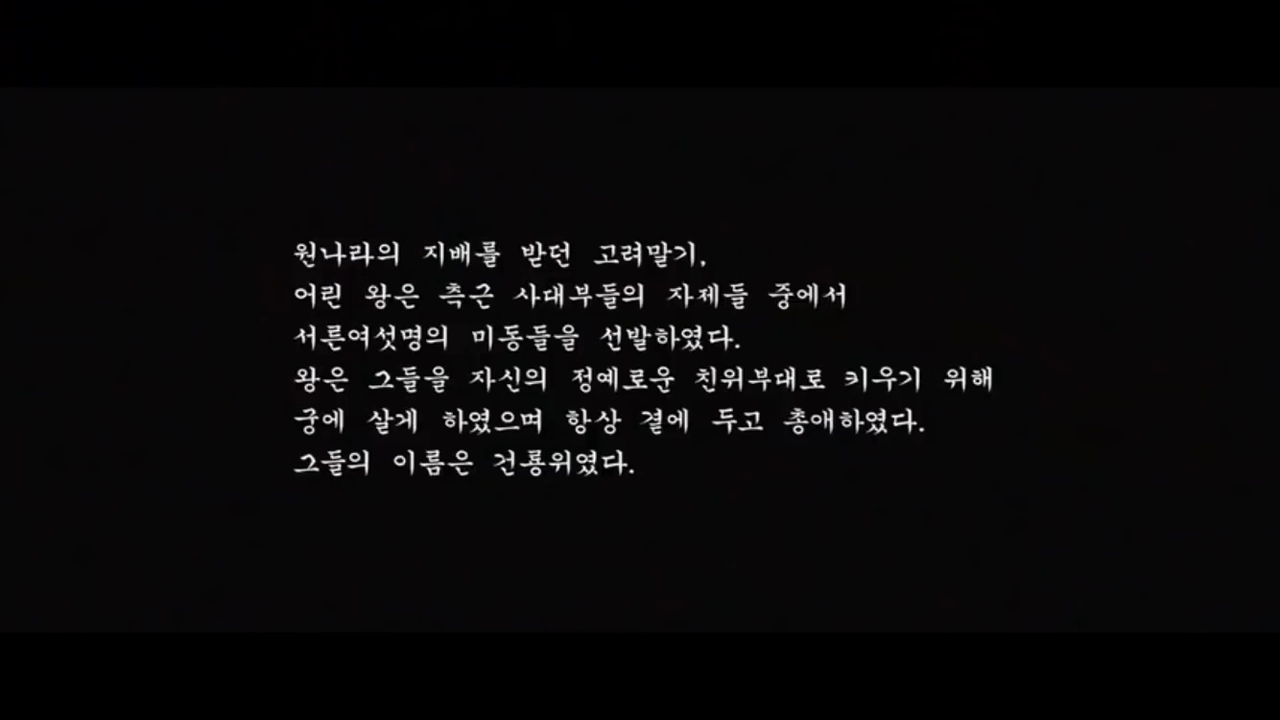 원나라의 지배를 받던 고려말기,
어린 왕은 측근 사대부들의 자제들 중에서
서른여섯명의 미동들을 선발하였다.
왕은 그들을 자신의 정예로운 친위부대로 키우기 위해
궁에 살게 하였으며 항상 곁에 두고 총애하였다.
그들의 이름은 건룡위였다.